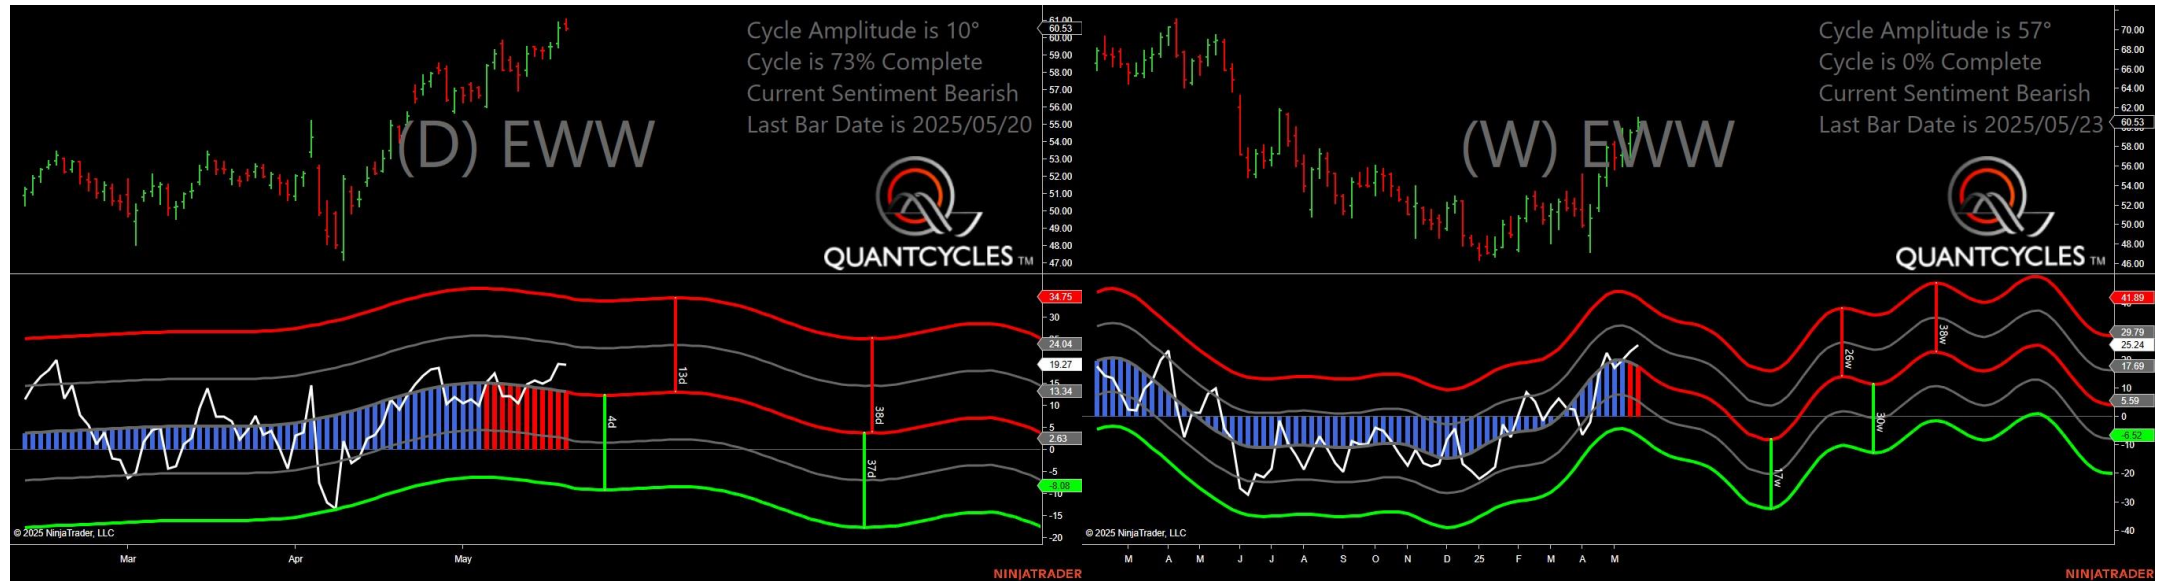 Cycle Amplitude is 10°
Cycle is 73% Complete
Current Sentiment Bearish
Last Bar Date is 2025/05/20
(D) EWW
QUANTCYCLES TM
61.00
60.53
60.00
59.00
58.00
57.00
56.00
55.00
54.00
53.00
52.00
51.00
50.00
49.00
48.00
47.00
34.75
30
24.04
19.27
15
13.34
10
5
2.63
0
-5
-8.08
-10
-15
-20
13d
4d
38d
37d
© 2025 NinjaTrader, LLC
Mar
Apr
May
NINJATRADER
Cycle Amplitude is 57°
Cycle is 0% Complete
Current Sentiment Bearish
Last Bar Date is 2025/05/23
(W) EWW
QUANTCYCLES TM
70.00
68.00
66.00
64.00
62.00
60.53
58.00
56.00
54.00
52.00
50.00
48.00
46.00
41.89
29.79
25.24
17.69
10
5.59
0
-6.52
-10
-20
-30
-40
26w
38w
30w
17w
© 2025 NinjaTrader, LLC
M A M J J A S O N D 25 F M A M
NINJATRADER